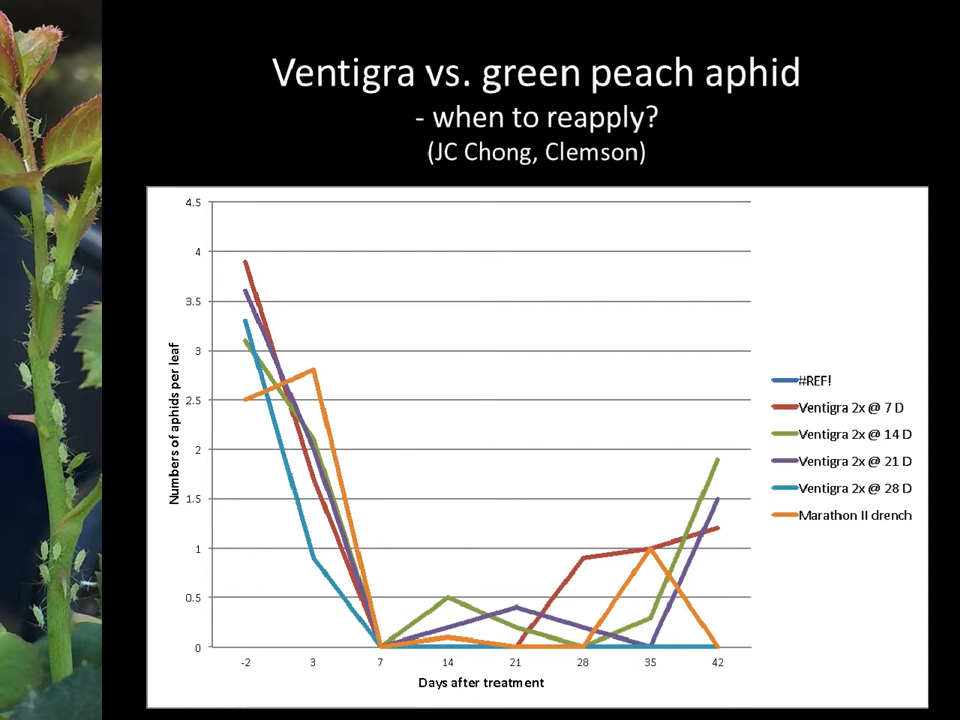 Ventigra vs. green peach aphid
- when to reapply?
(JC Chong, Clemson)
4.5
4
3.5
3
2.5
2
1.5
1
0.5
0
Numbers of aphids per leaf
-2 3 7 14 21 28 35 42
Days after treatment
#REF!
Ventigra 2x @ 7 D
Ventigra 2x @ 14 D
Ventigra 2x @ 21 D
Ventigra 2x @ 28 D
Marathon II drench